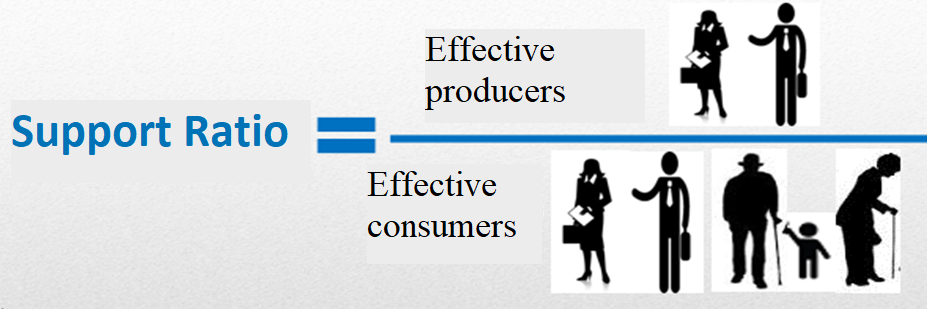 Effective
producers
Support Ratio =
Effective
consumers